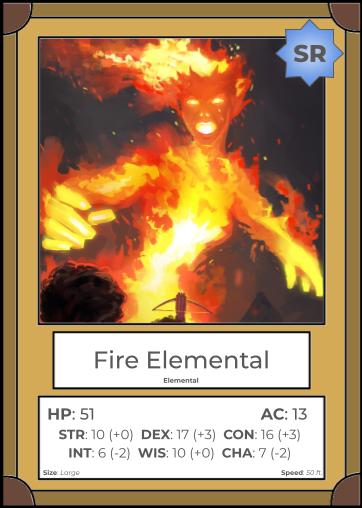 SR
Fire Elemental
Elemental
HP: 51 AC: 13
STR: 10 (+0) DEX: 17 (+3) CON: 16 (+3)
INT: 6 (-2) WIS: 10 (+0) CHA: 7 (-2)
Size: Large Speed: 50 ft.